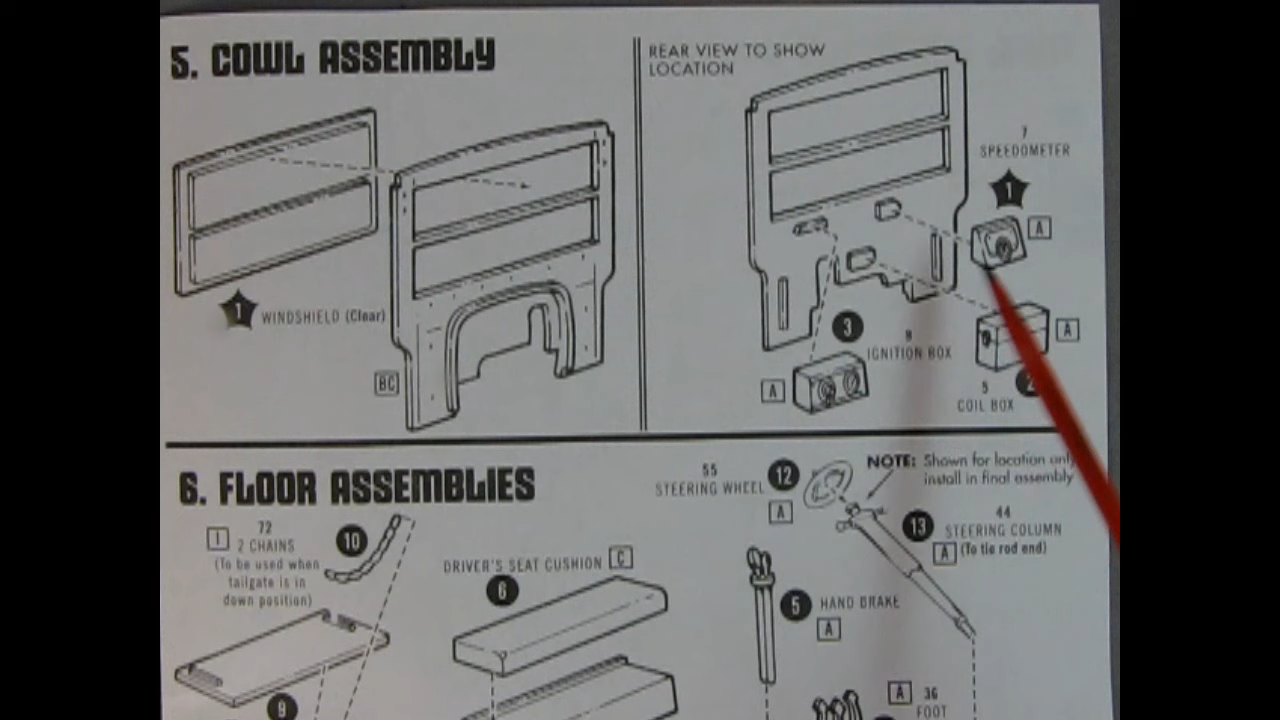 5. COWL ASSEMBLY
1 WINDSHIELD (Clear)
BC
REAR VIEW TO SHOW
LOCATION
7
SPEEDOMETER
1
A
A
3
9
IGNITION BOX
A
5
2
COIL BOX
6. FLOOR ASSEMBLIES
I
72
2 CHAINS
(To be used when
tailgate is in
down position)
10
9
DRIVER'S SEAT CUSHION C
6
55
STEERING WHEEL
12
A
NOTE: Shown for location only
install in final assembly
13
44
STEERING COLUMN
A (To tie rod end)
5 HAND BRAKE
A
A 36
FOOT